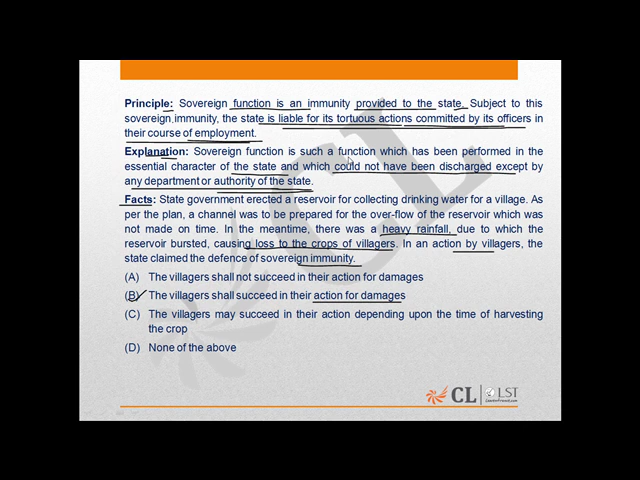 Principle: Sovereign function is an immunity provided to the state. Subject to this
sovereign immunity, the state is liable for its tortuous actions committed by its officers in
their course of employment.
Explanation: Sovereign function is such a function which has been performed in the
essential character of the state and which could not have been discharged except by
any department or authority of the state.
Facts: State government erected a reservoir for collecting drinking water for a village. As
per the plan, a channel was to be prepared for the over-flow of the reservoir which was
not made on time. In the meantime, there was a heavy rainfall, due to which the
reservoir bursted, causing loss to the crops of villagers. In an action by villagers, the
state claimed the defence of sovereign immunity.
(A) The villagers shall not succeed in their action for damages
(B) The villagers shall succeed in their action for damages
(C) The villagers may succeed in their action depending upon the time of harvesting
the crop
(D) None of the above
CL LST